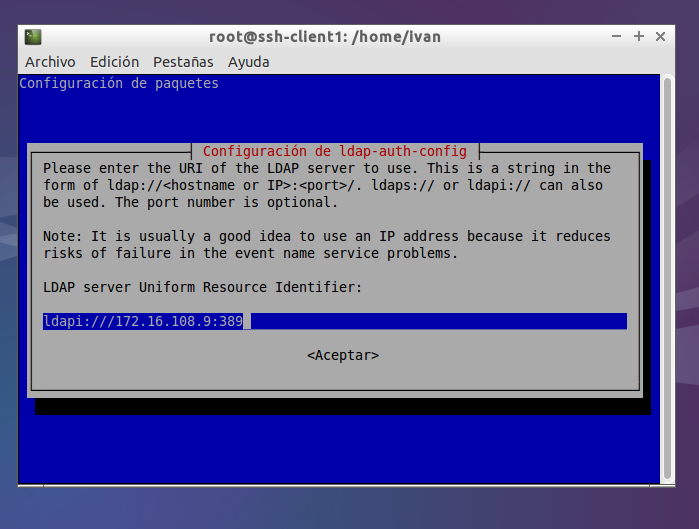 root@ssh-client1: /home/ivan
Archivo Edición Pestañas Ayuda
Configuración de paquetes
Configuración de ldap-auth-config
Please enter the URI of the LDAP server to use. This is a string in the
form of ldap://<hostname or IP>:<port>/. ldaps:// or ldapi:// can also
be used. The port number is optional.
Note: It is usually a good idea to use an IP address because it reduces
risks of failure in the event name service problems.
LDAP server Uniform Resource Identifier:
ldapi:///172.16.108.9:389
<Aceptar>